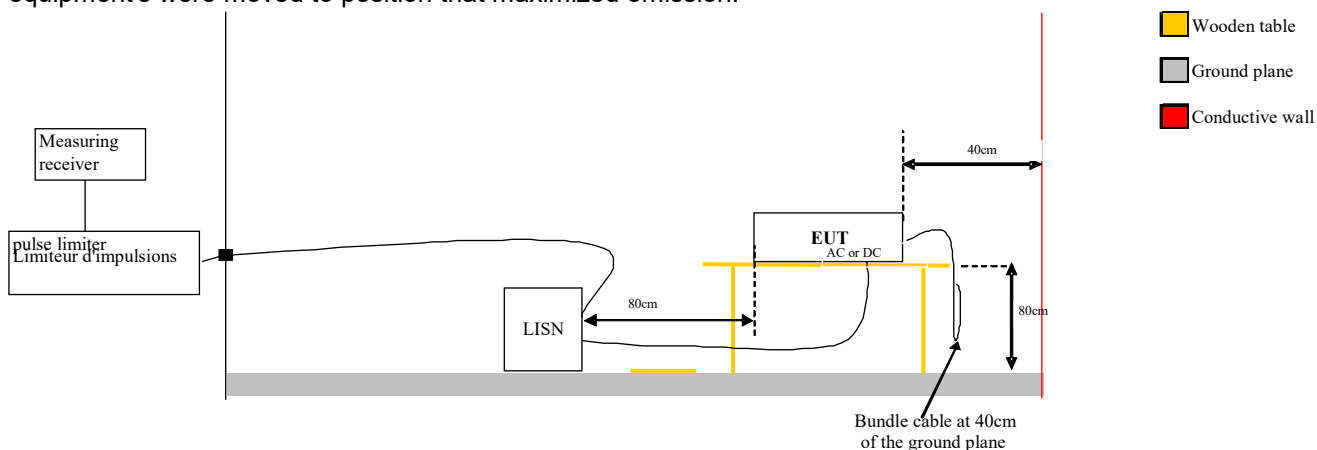 equipment's were moved to position that maximized emission.
Wooden table
Ground plane
Conductive wall
Measuring
receiver
40cm
pulse limiter
Limiteur d'impulsions
EUT
AC or DC
80cm
80cm
LISN
Bundle cable at 40cm
of the ground plane